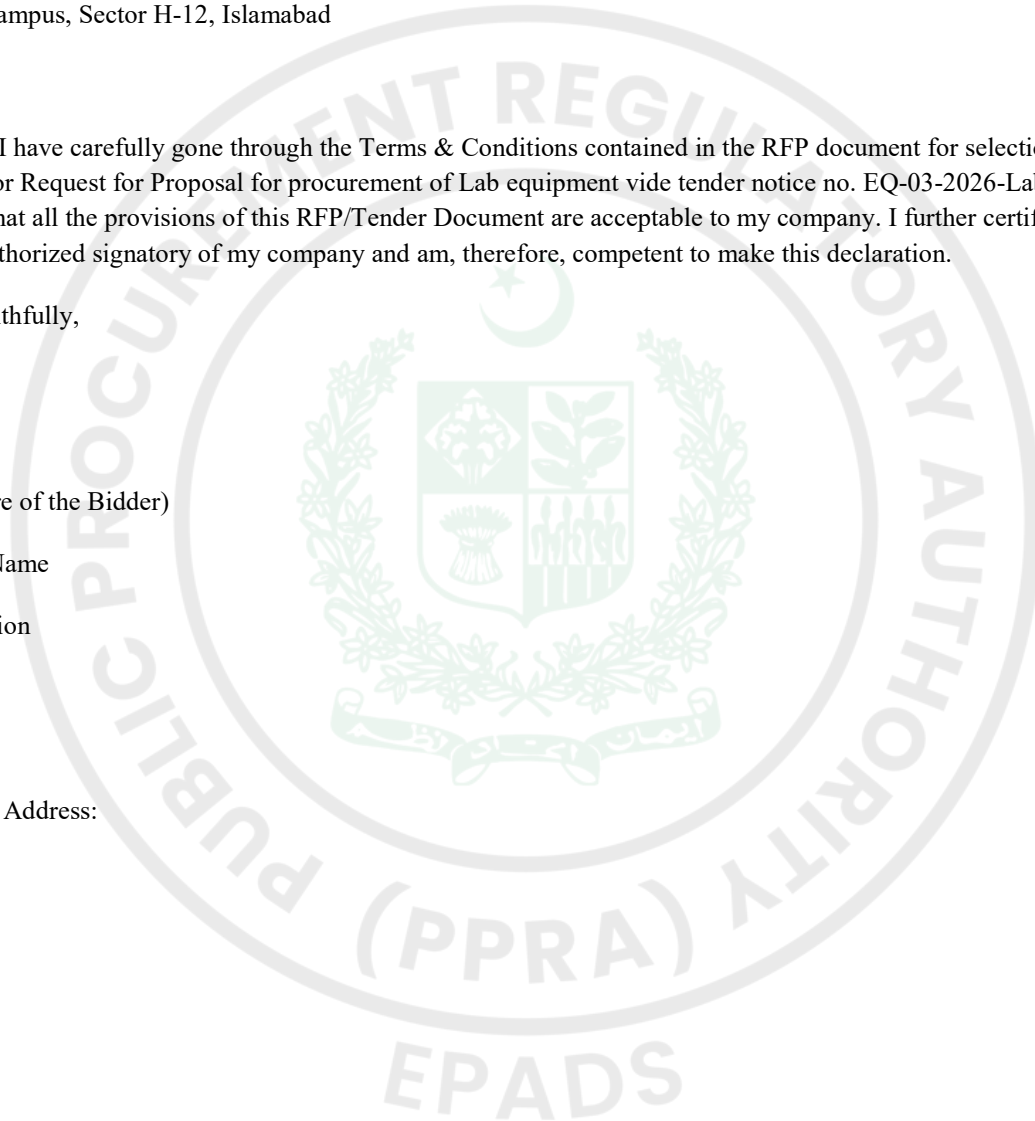 ampus, Sector H-12, Islamabad
I have carefully gone through the Terms & Conditions contained in the RFP document for selectio
or Request for Proposal for procurement of Lab equipment vide tender notice no. EQ-03-2026-Lab
hat all the provisions of this RFP/Tender Document are acceptable to my company. I further certif
thorized signatory of my company and am, therefore, competent to make this declaration.
thfully,
re of the Bidder)
Name
ion
Address:
PUBLIC PROCUREMENT REGULATORY AUTHORITY
(PPRA)
EPADS